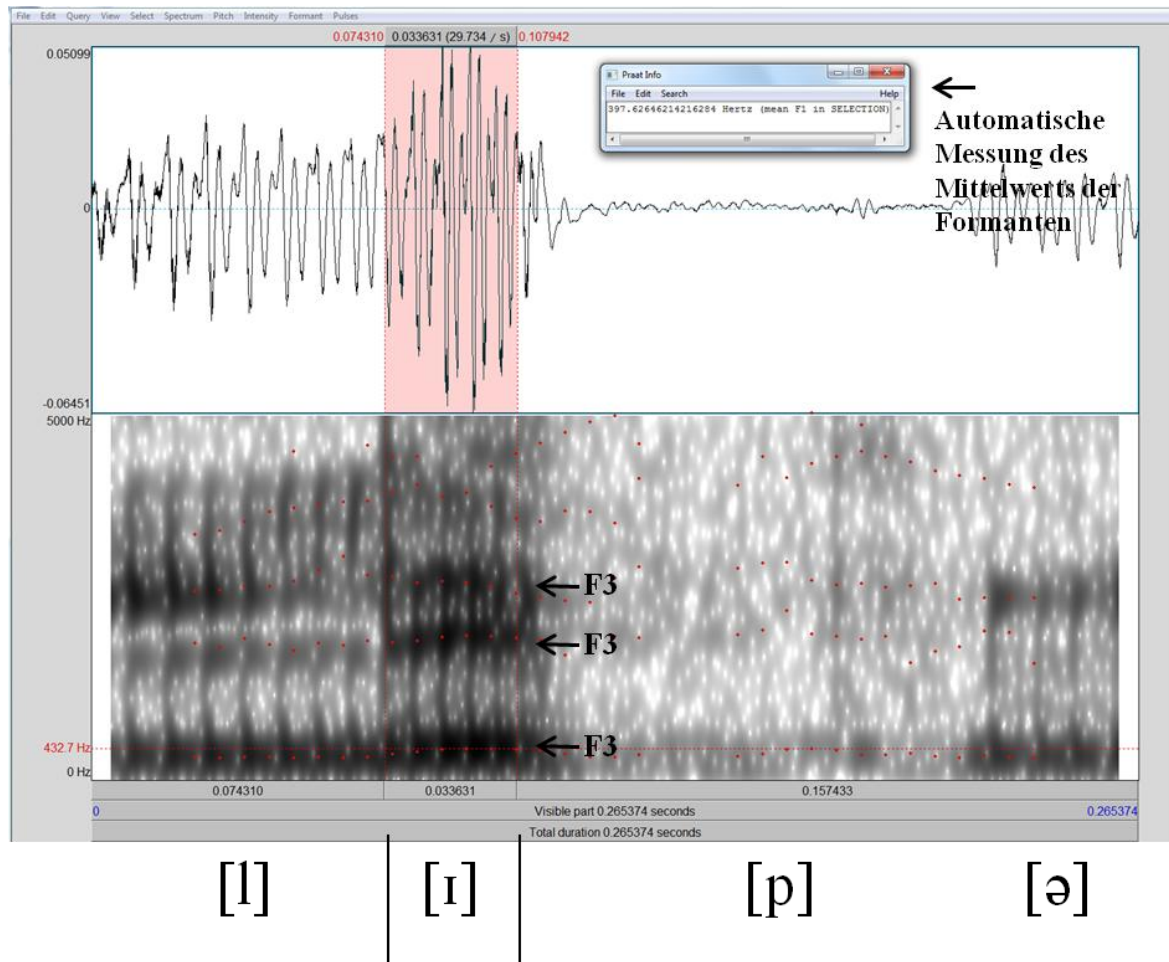 File Edit Query View Select Spectrum Pitch Intensity Formant Pulses
0.074310 0.033631 (29.734 / s) 0.107942
0.05099
Praat Info
File Edit Search Help
397.62646214216284 Hertz (mean F1 in SELECTION)
Automatische
Messung des
Mittelwerts der
Formanten
0
-0.06451
5000 Hz
F3
F3
F3
432.7 Hz
0 Hz
0.074310 0.033631 0.157433
0 Visible part 0.265374 seconds 0.265374
Total duration 0.265374 seconds
[l] [ɪ] [p] [ə]